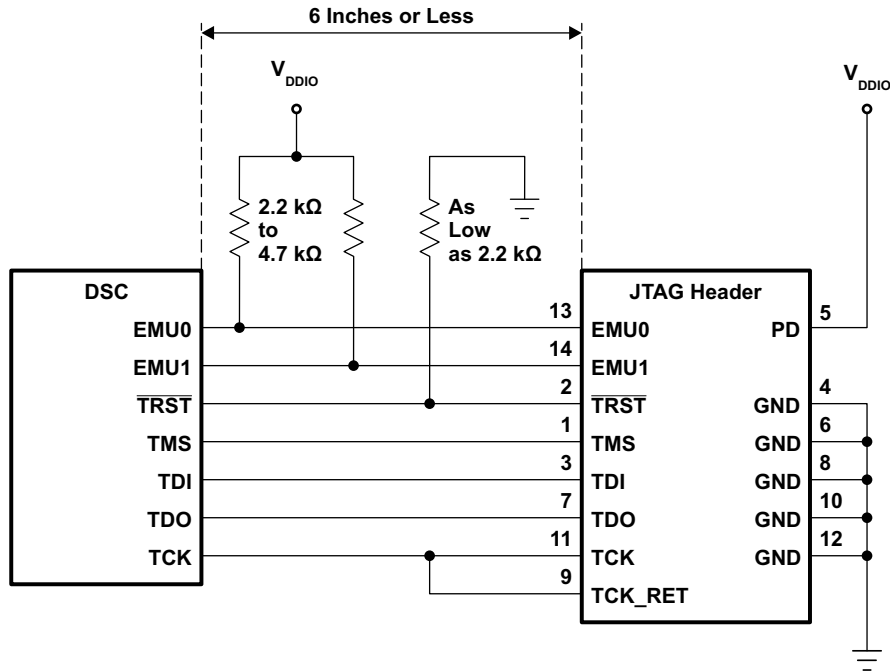 6 Inches or Less
VDDIO
VDDIO
2.2 kΩ
to
4.7 kΩ
As
Low
as 2.2 kΩ
DSC
JTAG Header
EMU0
13
EMU0
PD
5
EMU1
14
EMU1
TRST
2
TRST
GND
4
TMS
1
TMS
GND
6
TDI
3
TDI
GND
8
TDO
7
TDO
GND
10
TCK
11
TCK
GND
12
9
TCK_RET